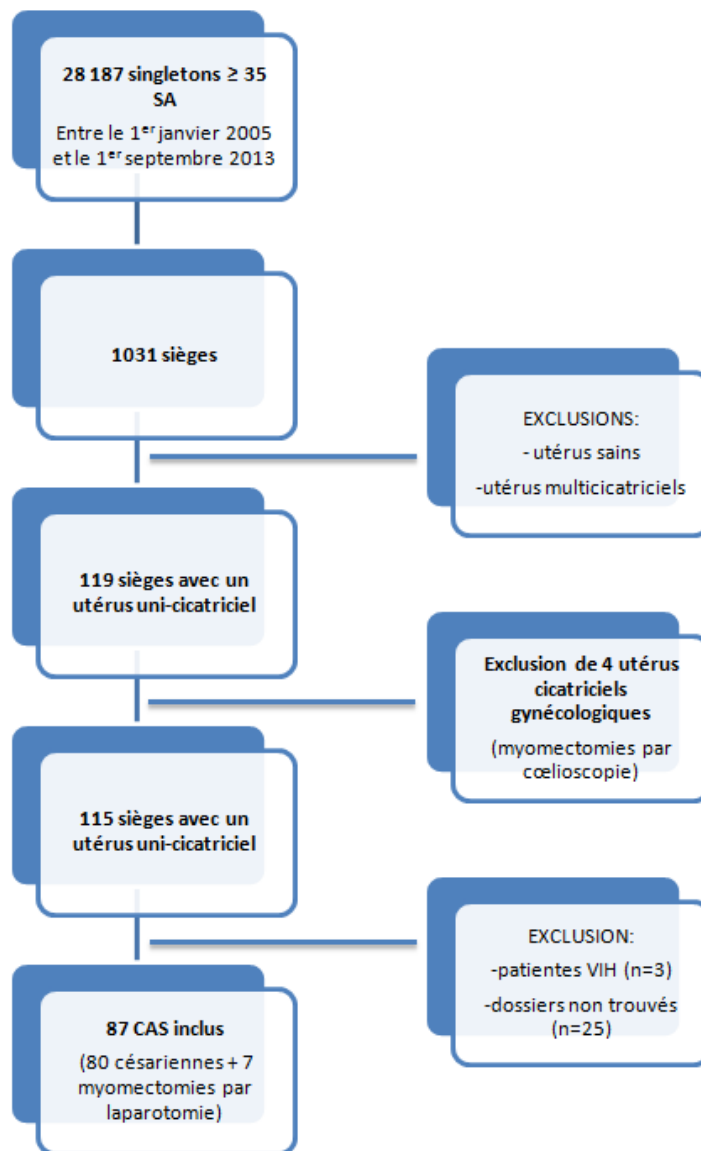 28 187 singletons ≥ 35
SA
Entre le 1er janvier 2005
et le 1er septembre 2013
1031 sièges
EXCLUSIONS:
- utérus sains
-utérus multicicatriciels
119 sièges avec un
utérus uni-cicatriciel
Exclusion de 4 utérus
cicatriciels
gynécologiques
(myomectomies par
cœlioscopie)
115 sièges avec un
utérus uni-cicatriciel
EXCLUSION:
-patientes VIH (n=3)
-dossiers non trouvés
(n=25)
87 CAS inclus
(80 césariennes + 7
myomectomies par
laparotomie)